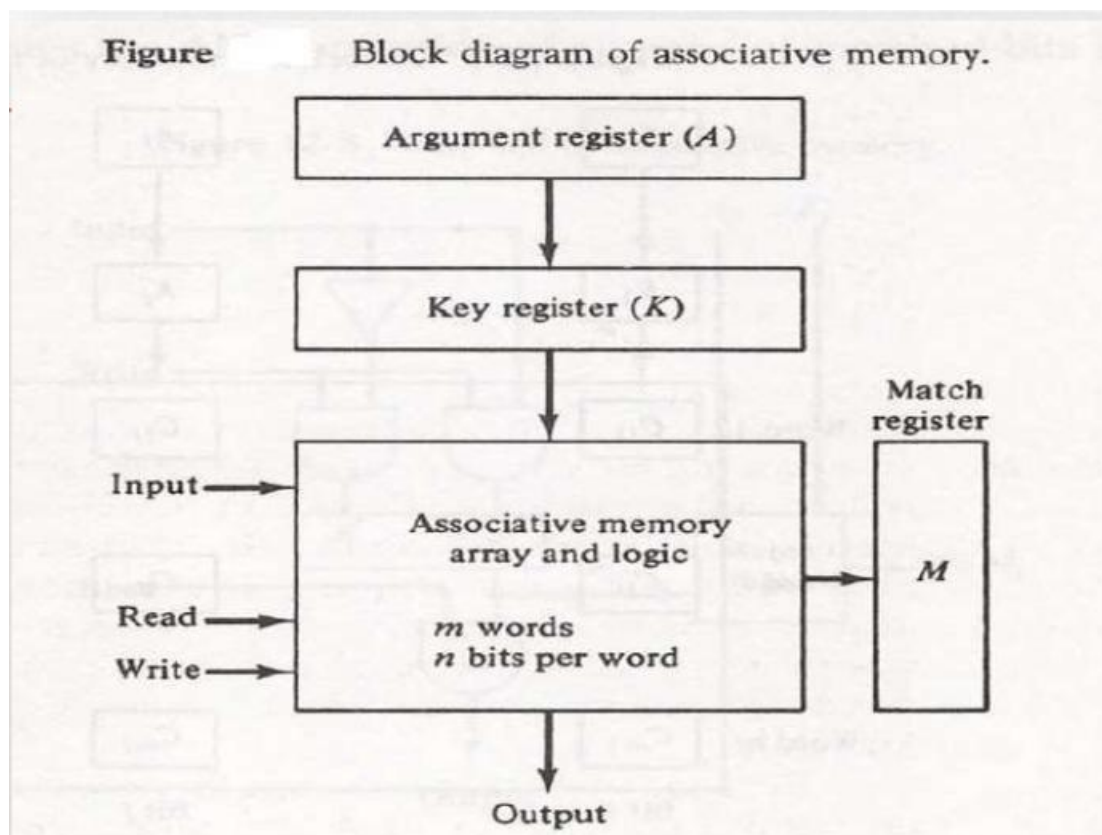 Figure Block diagram of associative memory.
Argument register (A)
Key register (K)
Match
register
Input
Associative memory
array and logic
M
Read
m words
Write
n bits per word
Output